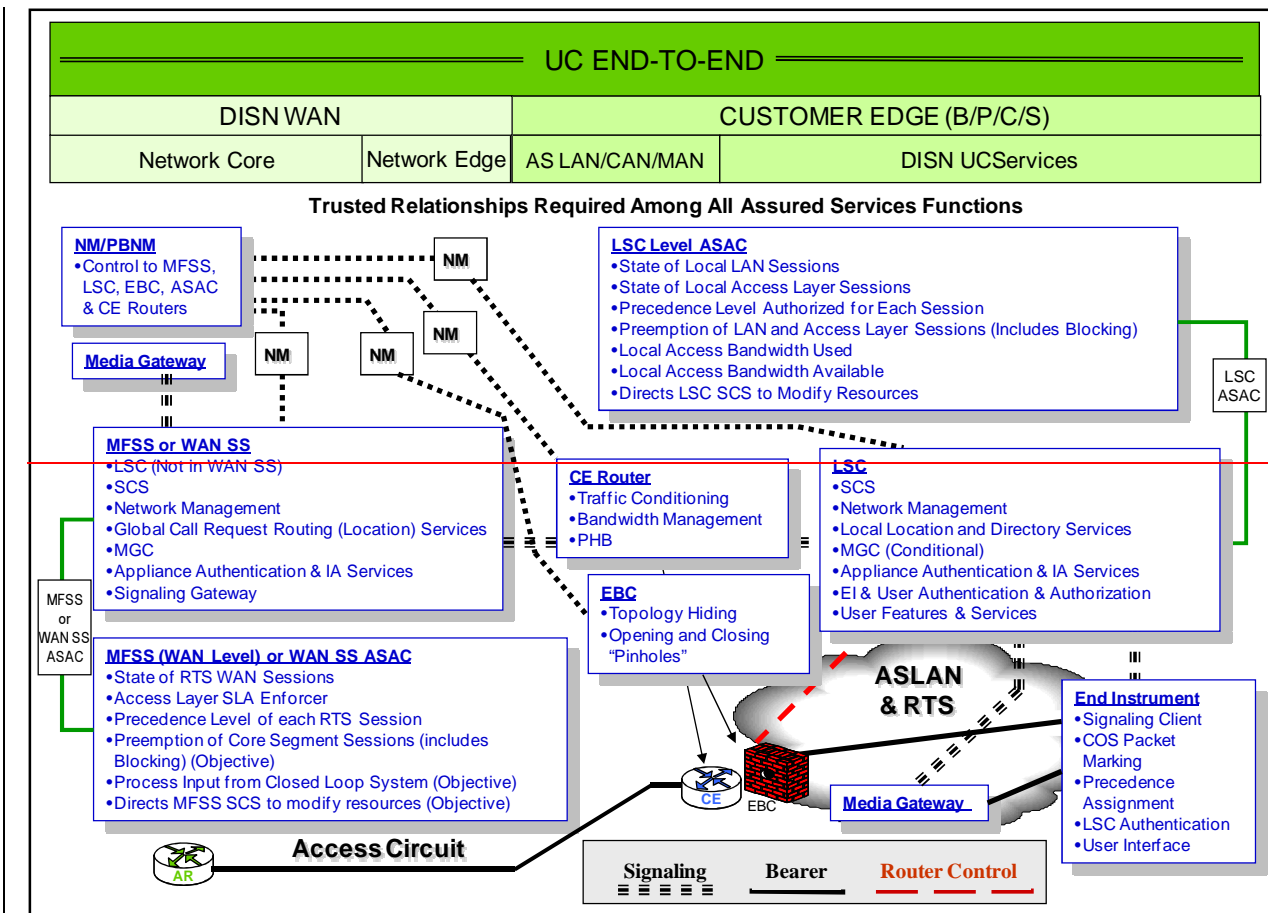 UC END-TO-END
DISN WAN
CUSTOMER EDGE (B/P/C/S)
Network Core
Network Edge
AS LAN/CAN/MAN
DISN UCServices
Trusted Relationships Required Among All Assured Services Functions
NM/PBNM
•Control to MFSS,
LSC, EBC, ASAC
& CE Routers
NM
NM
NM
NM
Media Gateway
LSC Level ASAC
•State of Local LAN Sessions
•State of Local Access Layer Sessions
•Precedence Level Authorized for Each Session
•Preemption of LAN and Access Layer Sessions (Includes Blocking)
•Local Access Bandwidth Used
•Local Access Bandwidth Available
•Directs LSC SCS to Modify Resources
LSC
ASAC
MFSS or WAN SS
•LSC (Not in WAN SS)
•SCS
•Network Management
•Global Call Request Routing (Location) Services
•MGC
•Appliance Authentication & IA Services
•Signaling Gateway
CE Router
•Traffic Conditioning
•Bandwidth Management
•PHB
LSC
•SCS
•Network Management
•Local Location and Directory Services
•MGC (Conditional)
•Appliance Authentication & IA Services
•EI & User Authentication & Authorization
•User Features & Services
EBC
•Topology Hiding
•Opening and Closing
"Pinholes"
MFSS
or
WAN SS
ASAC
MFSS (WAN Level) or WAN SS ASAC
•State of RTS WAN Sessions
•Access Layer SLA Enforcer
•Precedence Level of each RTS Session
•Preemption of Core Segment Sessions (includes
Blocking) (Objective)
•Process Input from Closed Loop System (Objective)
•Directs MFSS SCS to modify resources (Objective)
ASLAN
& RTS
End Instrument
•Signaling Client
•COS Packet
Marking
•Precedence
Assignment
•LSC Authentication
•User Interface
CE
EBC
Media Gateway
Access Circuit
AR
Signaling
Bearer
Router Control